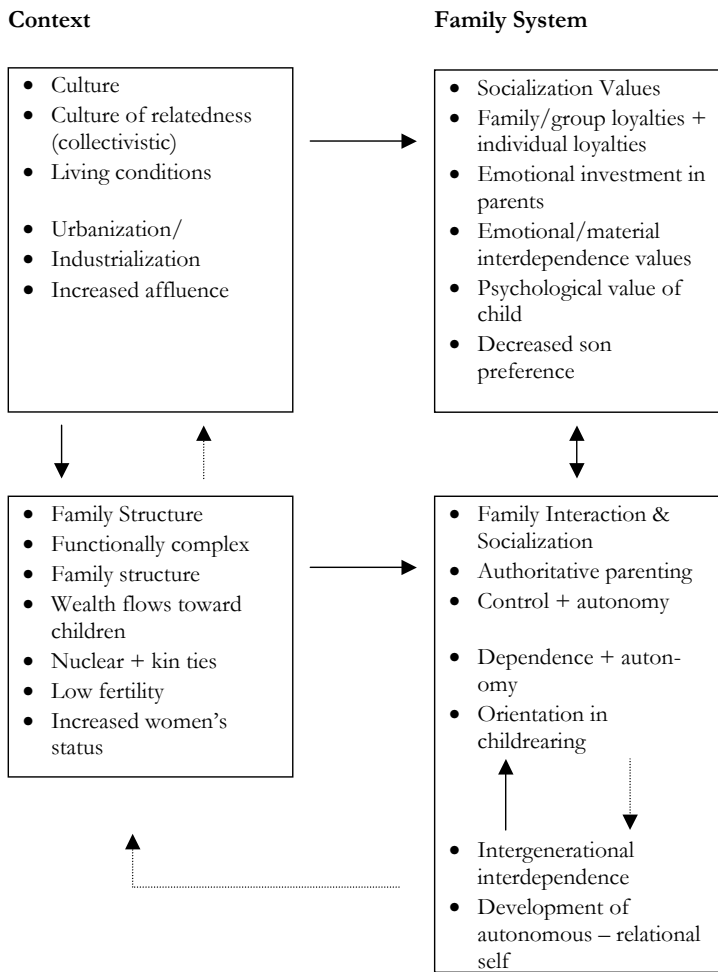 Context
Family System
• Culture
• Culture of relatedness
(collectivistic)
• Living conditions
• Urbanization/
• Industrialization
• Increased affluence
• Socialization Values
• Family/group loyalties +
individual loyalties
• Emotional investment in
parents
• Emotional/material
interdependence values
• Psychological value of
child
• Decreased son
preference
• Family Structure
• Functionally complex
• Family structure
• Wealth flows toward
children
• Nuclear + kin ties
• Low fertility
• Increased women’s
status
• Family Interaction &
Socialization
• Authoritative parenting
• Control + autonomy
• Dependence + auton-
omy
• Orientation in
childrearing
• Intergenerational
interdependence
• Development of
autonomous – relational
self